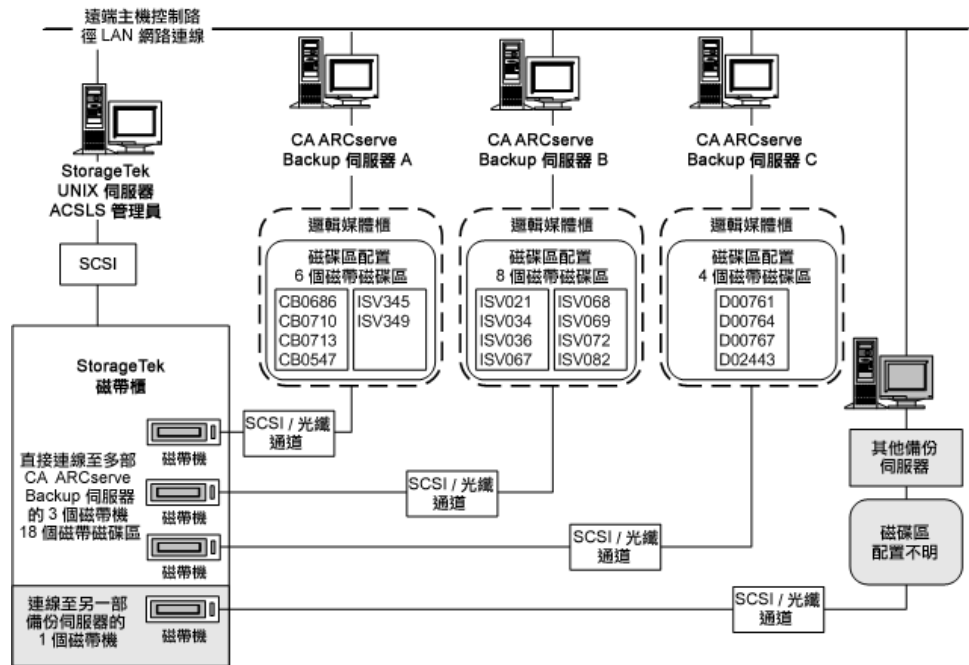 遠端主機控制路
徑 LAN 網路連線
StorageTek
UNIX 伺服器
ACSLS 管理員
SCSI
CA ARCserve
Backup 伺服器 A
邏輯媒體櫃
磁碟區配置
6 個磁帶磁碟區
CB0686
CB0710
CB0713
CB0547
ISV345
ISV349
CA ARCserve
Backup 伺服器 B
邏輯媒體櫃
磁碟區配置
8 個磁帶磁碟區
ISV021
ISV034
ISV036
ISV067
ISV068
ISV069
ISV072
ISV082
CA ARCserve
Backup 伺服器 C
邏輯媒體櫃
磁碟區配置
4 個磁帶磁碟區
D00761
D00764
D00767
D02443
其他備份
伺服器
磁碟區
配置不明
StorageTek
磁帶櫃
直接連線至多部
CA ARCserve
Backup 伺服器
的 3 個磁帶機
18 個磁帶磁碟區
磁帶機
磁帶機
磁帶機
SCSI / 光纖
通道
SCSI / 光纖
通道
SCSI / 光纖
通道
連線至另一部
備份伺服器的
1 個磁帶機
磁帶機
SCSI / 光纖
通道